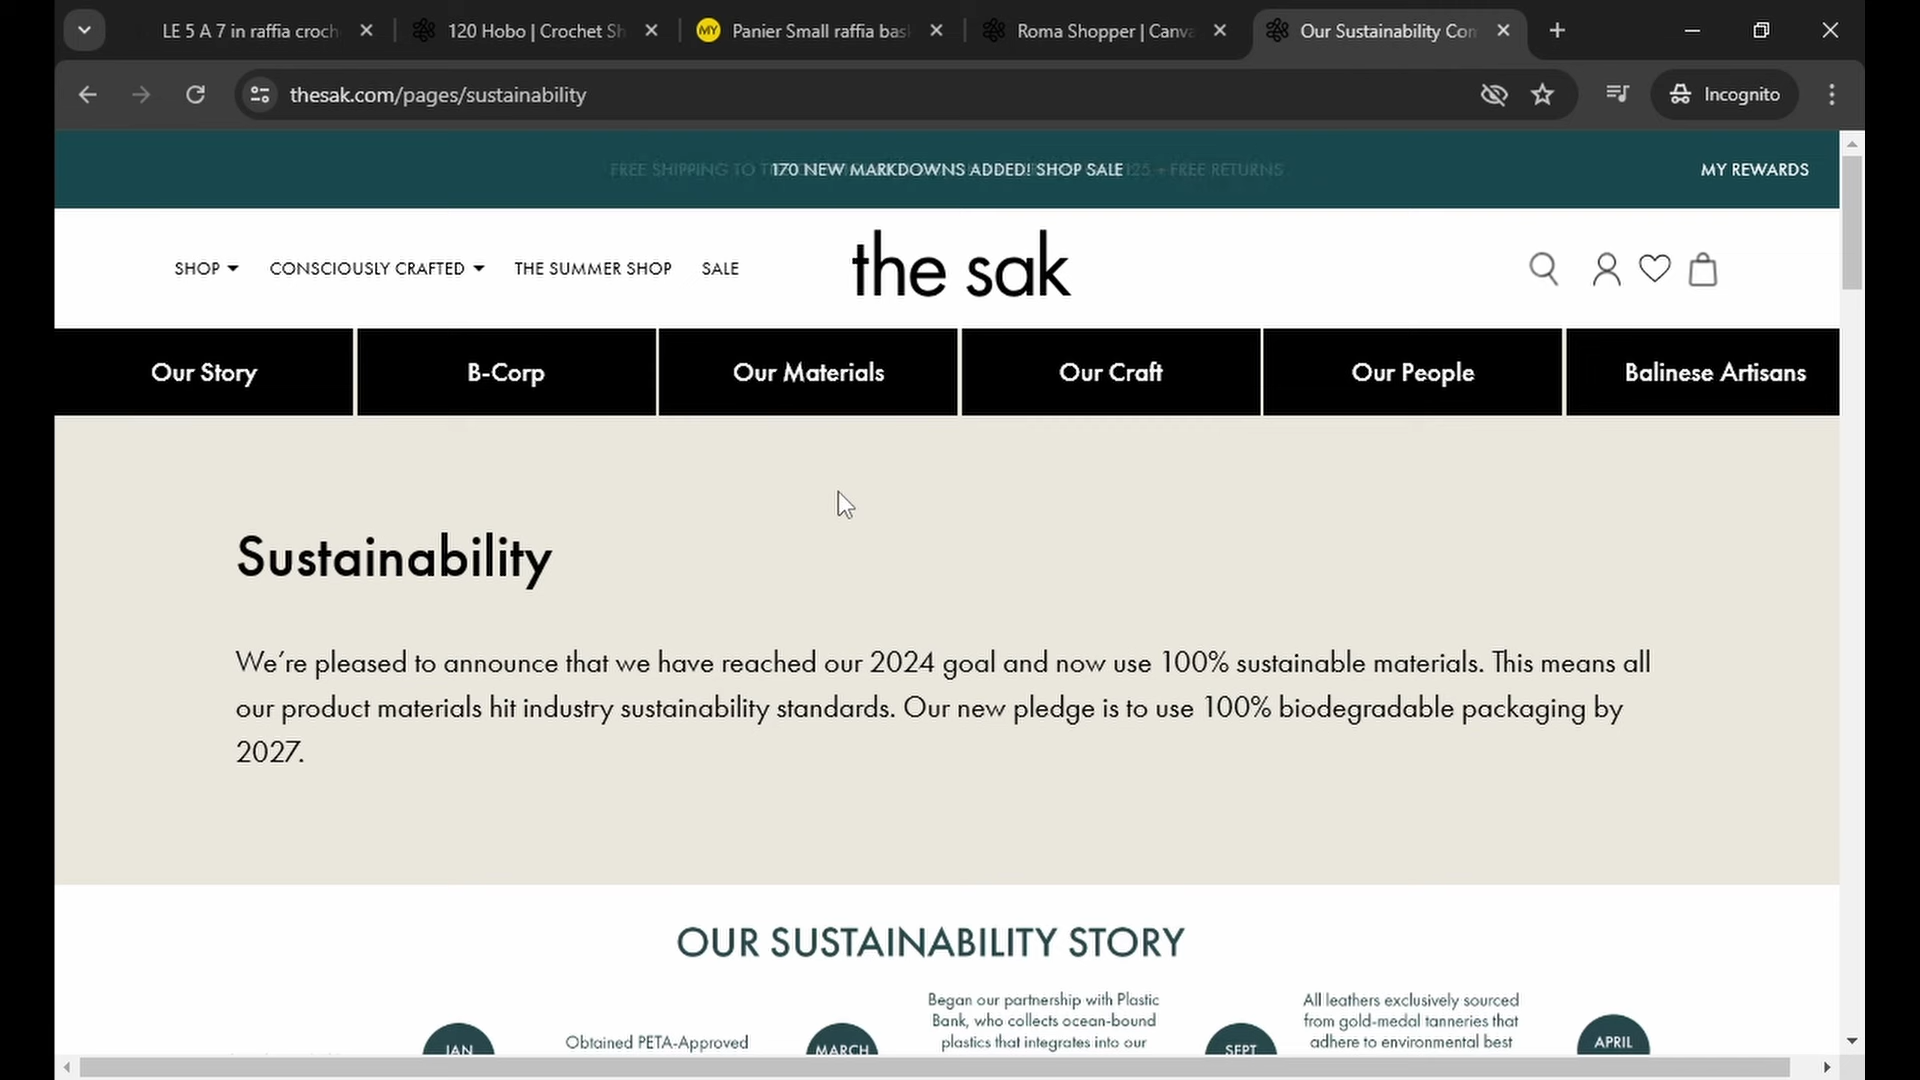 LE 5 A 7 in raffia croch
120 Hobo | Crochet Sh
MY
Panier Small raffia bas
Roma Shopper | Canva
Our Sustainability Con
thesak.com/pages/sustainability
Incognito
170 NEW MARKDOWNS ADDED! SHOP SALE
MY REWARDS
SHOP
CONSCIOUSLY CRAFTED
THE SUMMER SHOP
SALE
the sak
Our Story
B-Corp
Our Materials
Our Craft
Our People
Balinese Artisans
Sustainability
We're pleased to announce that we have reached our 2024 goal and now use 100% sustainable materials. This means all
our product materials hit industry sustainability standards. Our new pledge is to use 100% biodegradable packaging by
2027.
OUR SUSTAINABILITY STORY
JAN
Obtained PETA-Approved
MARCH
Began our partnership with Plastic
Bank, who collects ocean-bound
plastics that integrates into our
SEPT
All leathers exclusively sourced
from gold-medal tanneries that
adhere to environmental best
APRIL